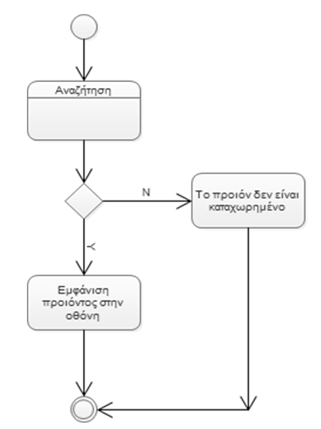 Αναζήτηση
N
Το προιόν δεν είναι
καταχωρημένο
Y
Εμφάνιση
προιόντος στην
οθόνη